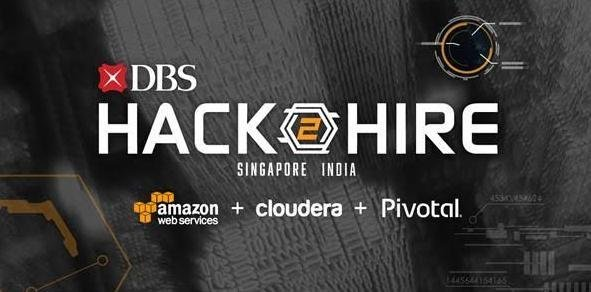 DBS
HACK 2 HIRE
SINGAPORE INDIA
amazon web services + cloudera + Pivotal.